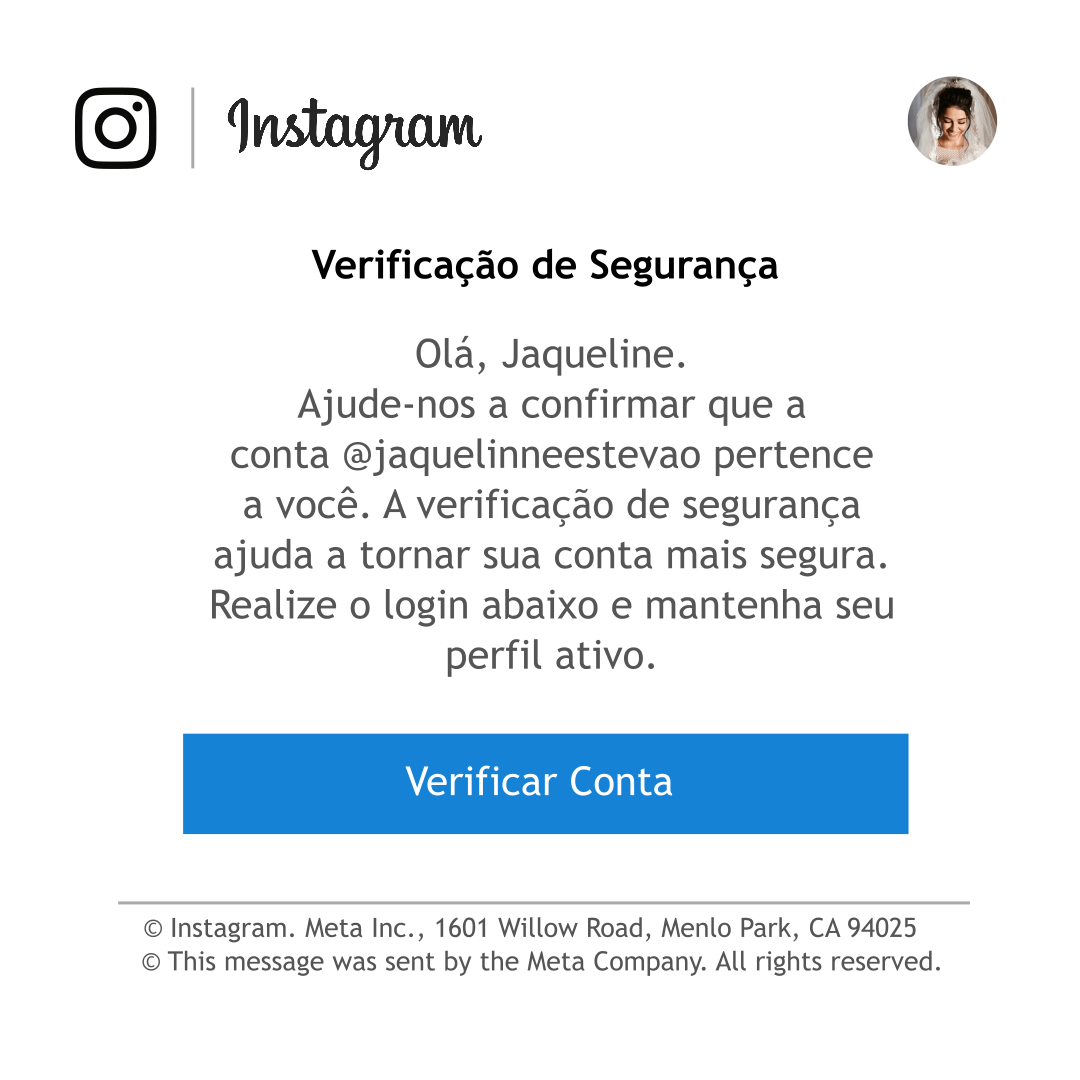 Instagram
Verificação de Segurança
Olá, Jaqueline.
Ajude-nos a confirmar que a
conta @jaquelinneestevao pertence
a você. A verificação de segurança
ajuda a tornar sua conta mais segura.
Realize o login abaixo e mantenha seu
perfil ativo.
Verificar Conta
© Instagram. Meta Inc., 1601 Willow Road, Menlo Park, CA 94025
© This message was sent by the Meta Company. All rights reserved.